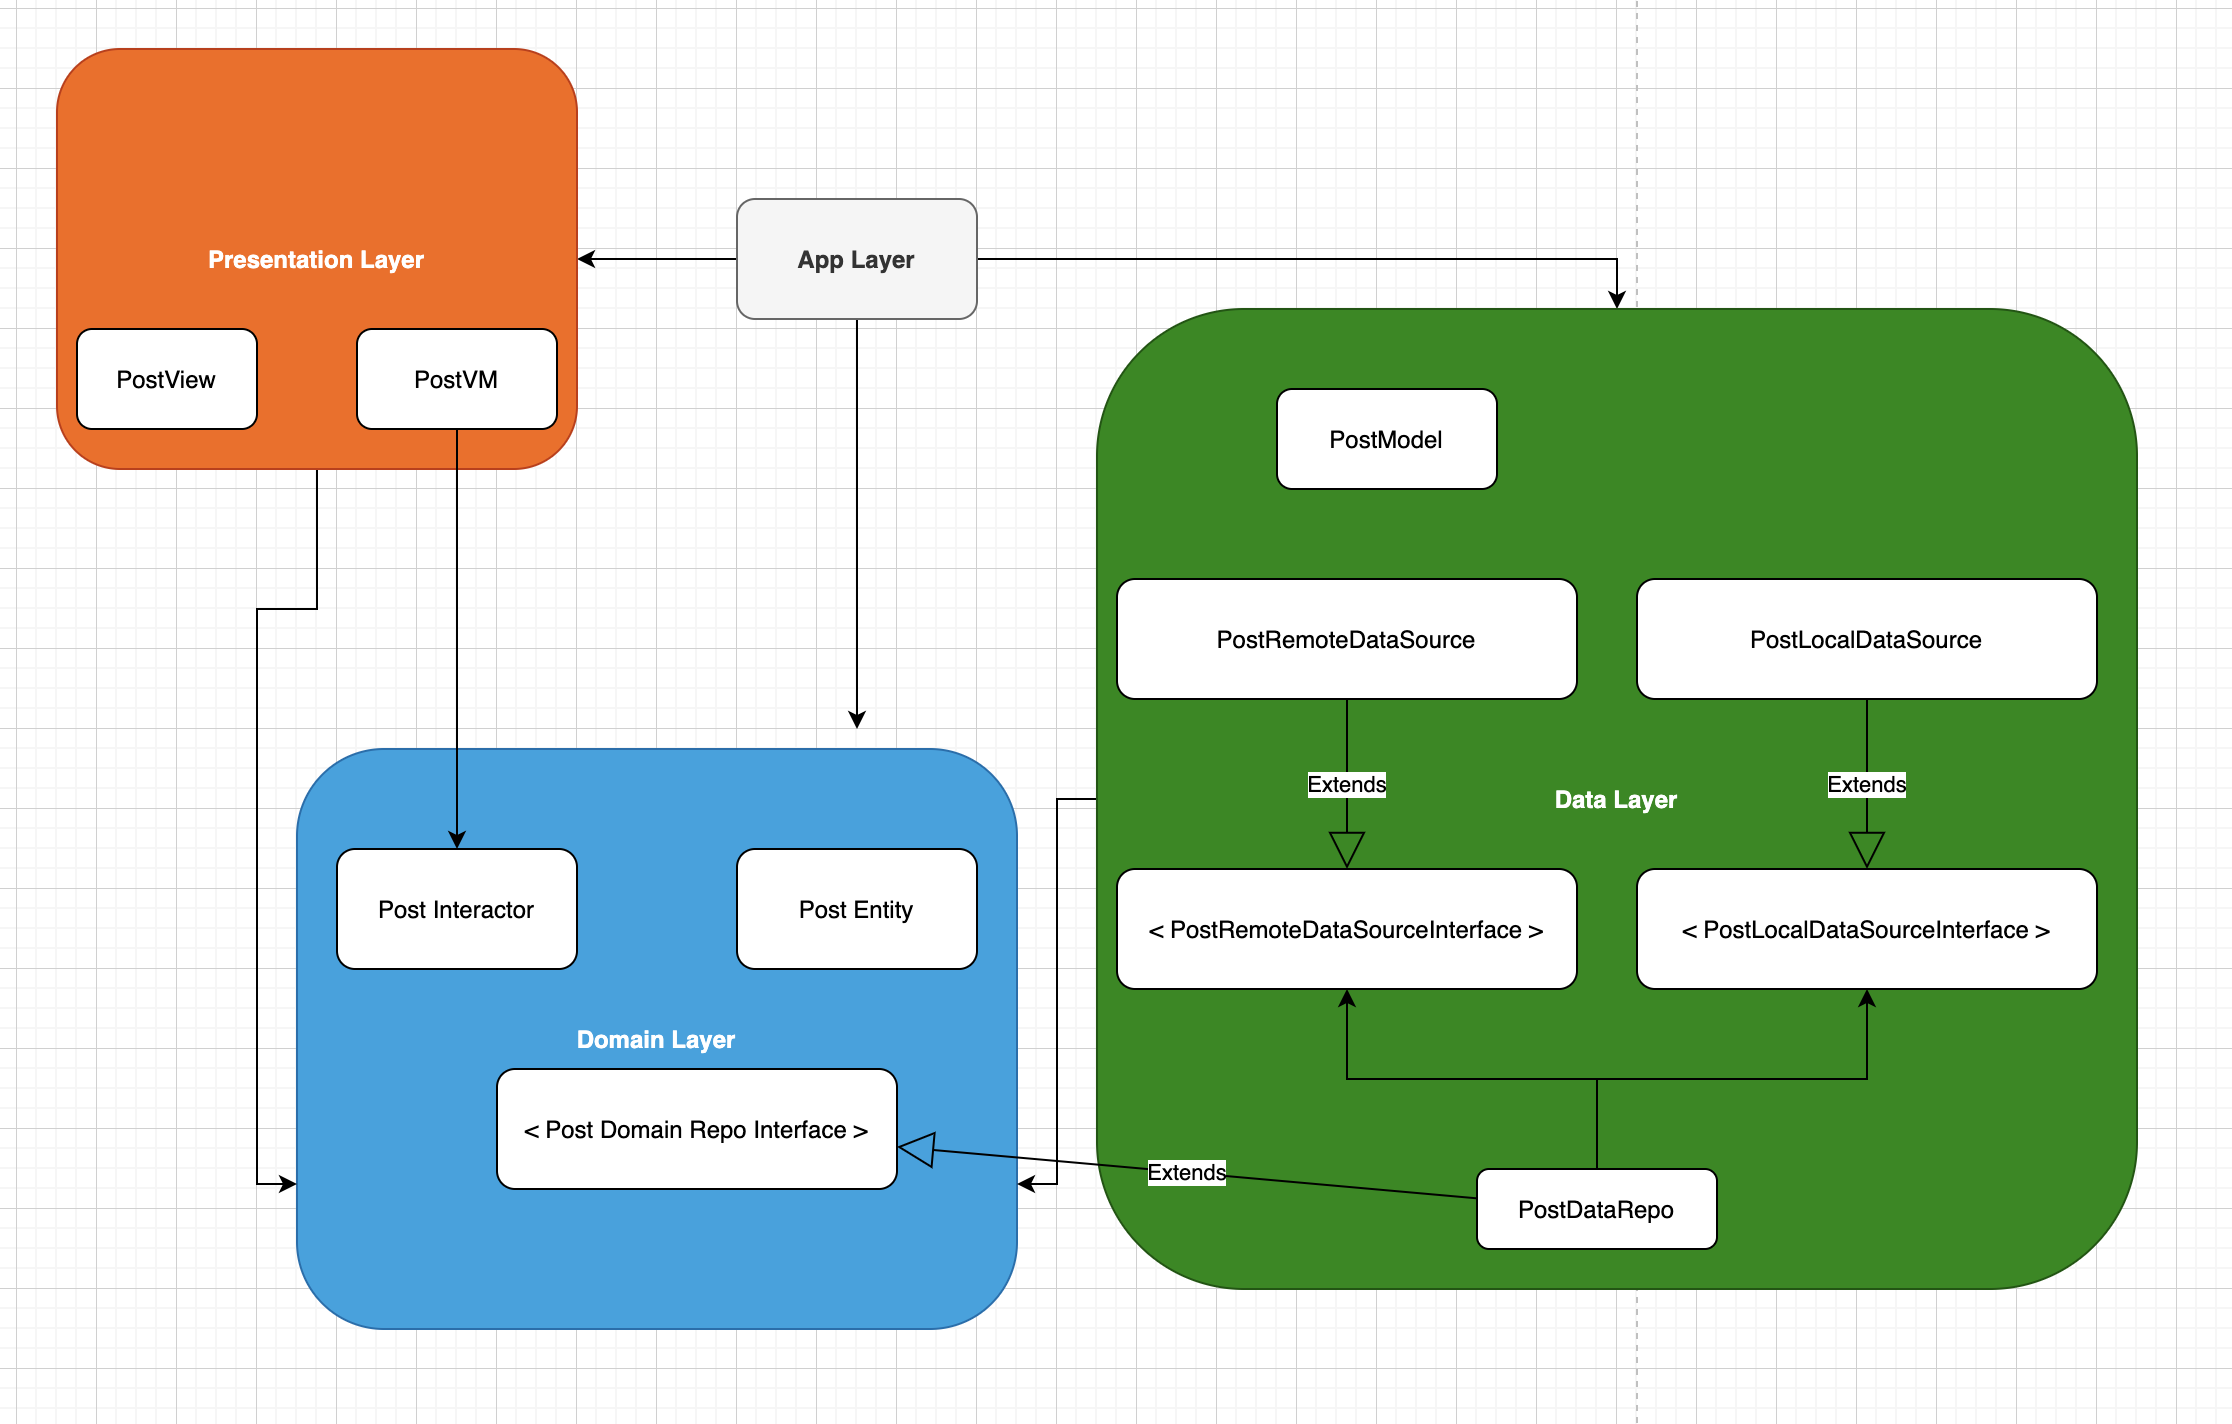 Presentation Layer
App Layer
PostView
PostVM
PostModel
PostRemoteDataSource
PostLocalDataSource
Extends
Data Layer
Extends
Post Interactor
Post Entity
< PostRemoteDataSourceInterface >
< PostLocalDataSourceInterface >
Domain Layer
< Post Domain Repo Interface >
Extends
PostDataRepo